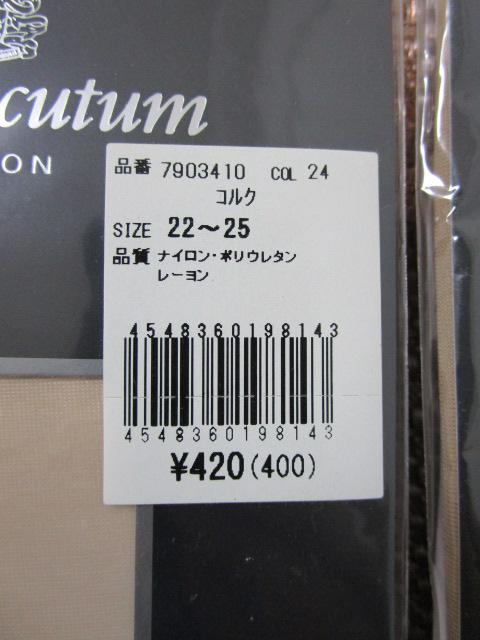 cutum
ON
品番 7903410 COL 24
コルク
SIZE 22～25
品質 ナイロン・ポリウレタン
レーヨン
4548360198143
4548360198143
¥420(400)